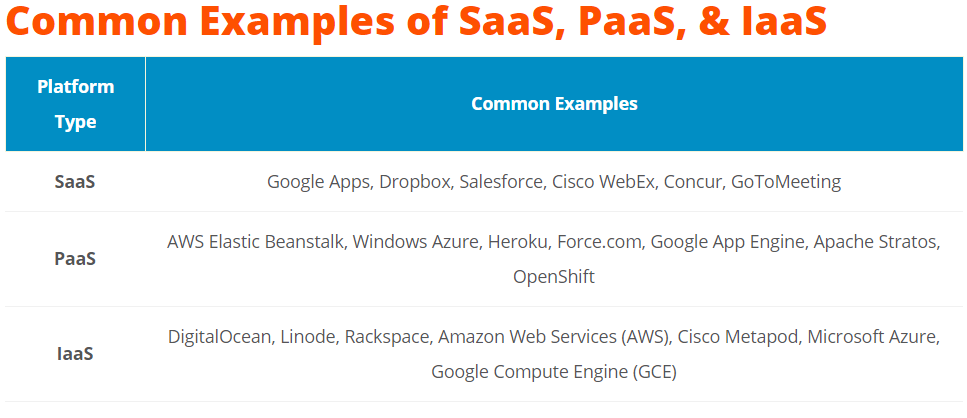 Common Examples of SaaS, PaaS, & IaaS
Platform
Type
Common Examples
SaaS
Google Apps, Dropbox, Salesforce, Cisco WebEx, Concur, GoToMeeting
PaaS
AWS Elastic Beanstalk, Windows Azure, Heroku, Force.com, Google App Engine, Apache Stratos,
OpenShift
IaaS
DigitalOcean, Linode, Rackspace, Amazon Web Services (AWS), Cisco Metapod, Microsoft Azure,
Google Compute Engine (GCE)